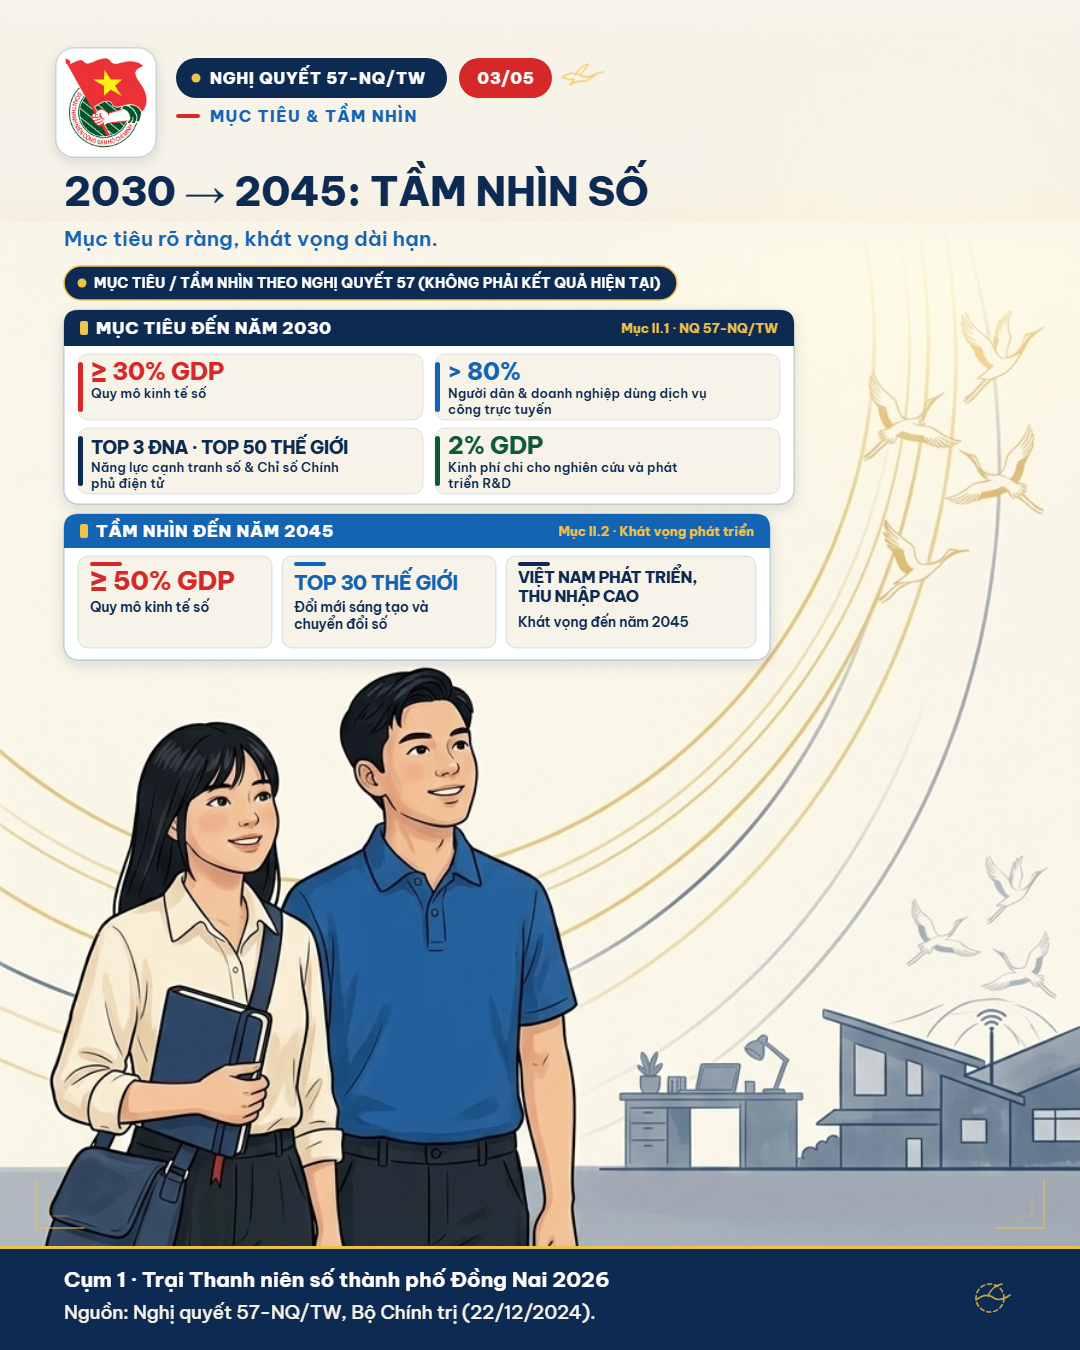 NGHỊ QUYẾT 57-NQ/TW
03/05
MỤC TIÊU & TẦM NHÌN
2030 → 2045: TẦM NHÌN SỐ
Mục tiêu rõ ràng, khát vọng dài hạn.
MỤC TIÊU / TẦM NHÌN THEO NGHỊ QUYẾT 57 (KHÔNG PHẢI KẾT QUẢ HIỆN TẠI)
MỤC TIÊU ĐẾN NĂM 2030
Mục II.1 · NQ 57-NQ/TW
≥ 30% GDP
Quy mô kinh tế số
> 80%
Người dân & doanh nghiệp dùng dịch vụ
công trực tuyến
TOP 3 ĐNA · TOP 50 THẾ GIỚI
Năng lực cạnh tranh số & Chỉ số Chính
phủ điện tử
2% GDP
Kinh phí chi cho nghiên cứu và phát
triển R&D
TẦM NHÌN ĐẾN NĂM 2045
Mục II.2 · Khát vọng phát triển
≥ 50% GDP
Quy mô kinh tế số
TOP 30 THẾ GIỚI
Đổi mới sáng tạo và
chuyển đổi số
VIỆT NAM PHÁT TRIỂN,
THU NHẬP CAO
Khát vọng đến năm 2045
Cụm 1 · Trại Thanh niên số thành phố Đồng Nai 2026
Nguồn: Nghị quyết 57-NQ/TW, Bộ Chính trị (22/12/2024).